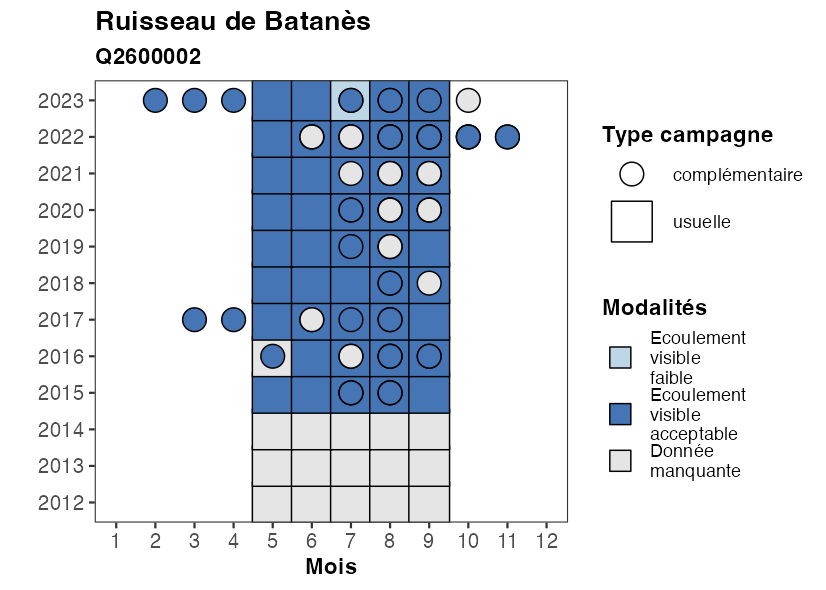 Ruisseau de Batanès
Q2600002
2023
2022
2021
2020
2019
2018
2017
2016
2015
2014
2013
2012
1 2 3 4 5 6 7 8 9 10 11 12
Mois
Type campagne
complémentaire
usuelle
Modalités
Ecoulement
visible
faible
Ecoulement
visible
acceptable
Donnée
manquante